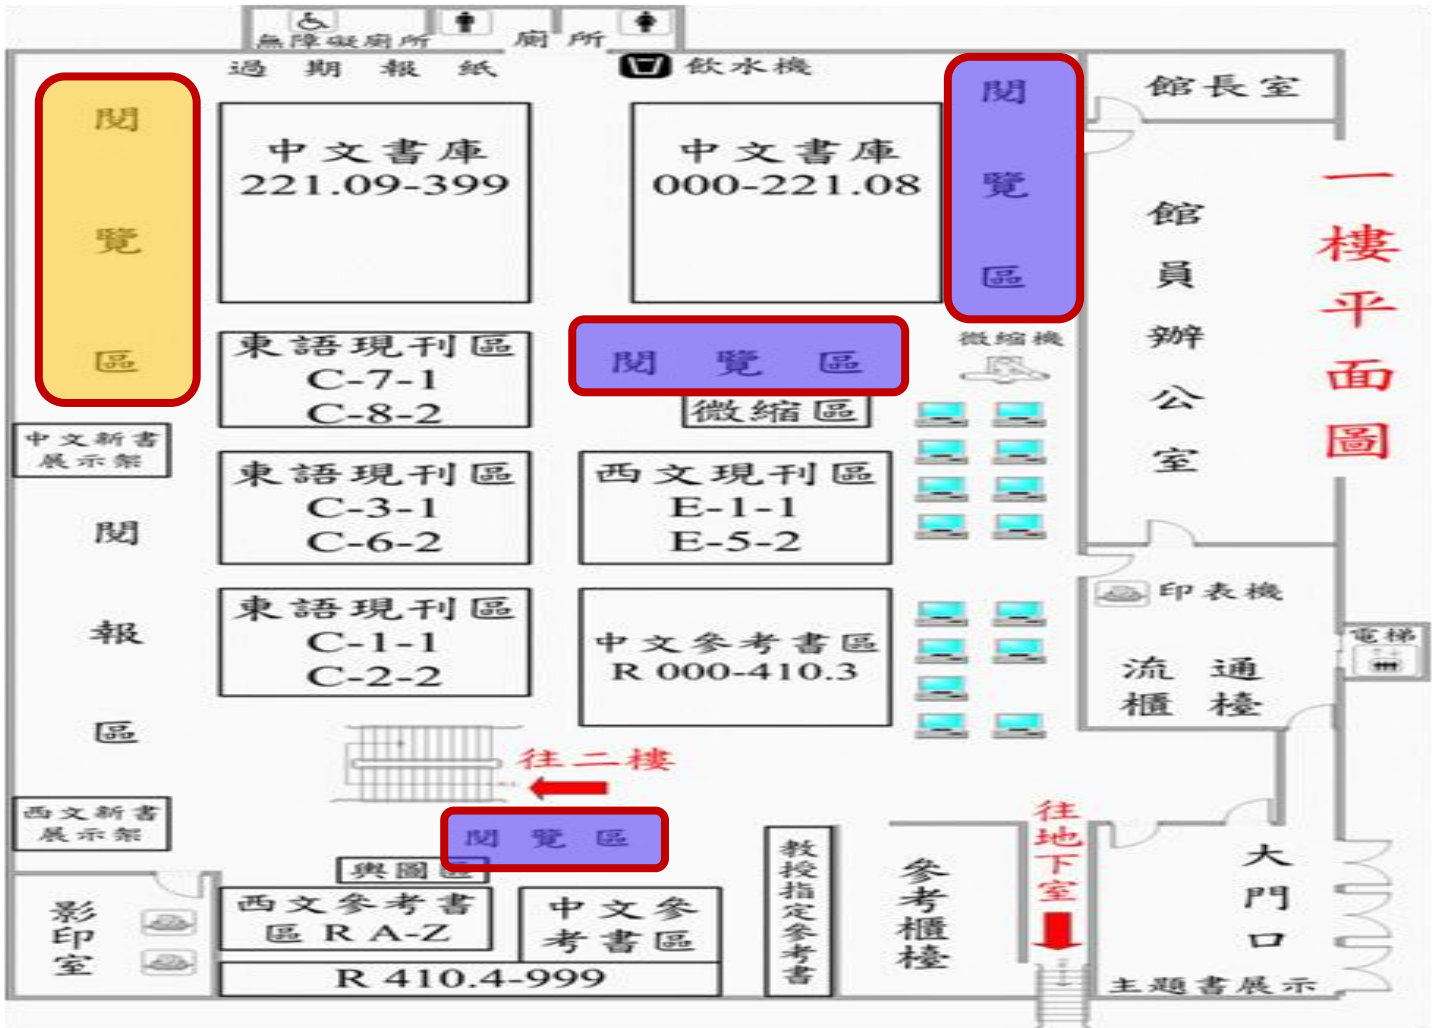 無障礙廁所
廁所
過期報紙
飲水機
閱覽區
中文書庫
221.09-399
中文書庫
000-221.08
閱覽區
館長室
館員辦公室
一樓平面圖
東語現刊區
C-7-1
C-8-2
閱覽區
微縮區
微縮機
中文新書
展示架
東語現刊區
C-3-1
C-6-2
西文現刊區
E-1-1
E-5-2
閱報區
東語現刊區
C-1-1
C-2-2
中文參考書區
R 000-410.3
印表機
流通
櫃檯
電梯
往二樓
西文新書
展示架
閱覽區
輿圖區
影印室
西文參考書
區 R A-Z
中文參
考書區
R 410.4-999
教授指定參考書
參考櫃檯
往地下室
大門口
主題書展示